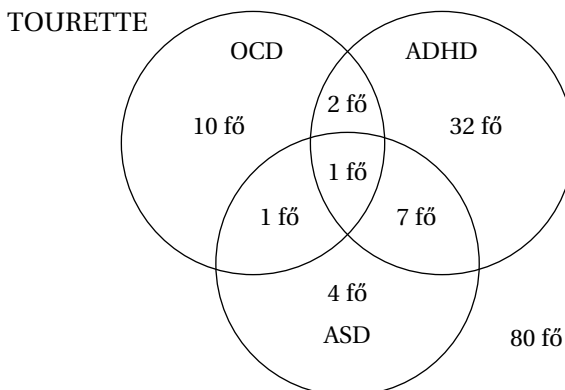 TOURETTE
OCD
ADHD
2 fő
10 fő
32 fő
1 fő
1 fő
7 fő
4 fő
ASD
80 fő